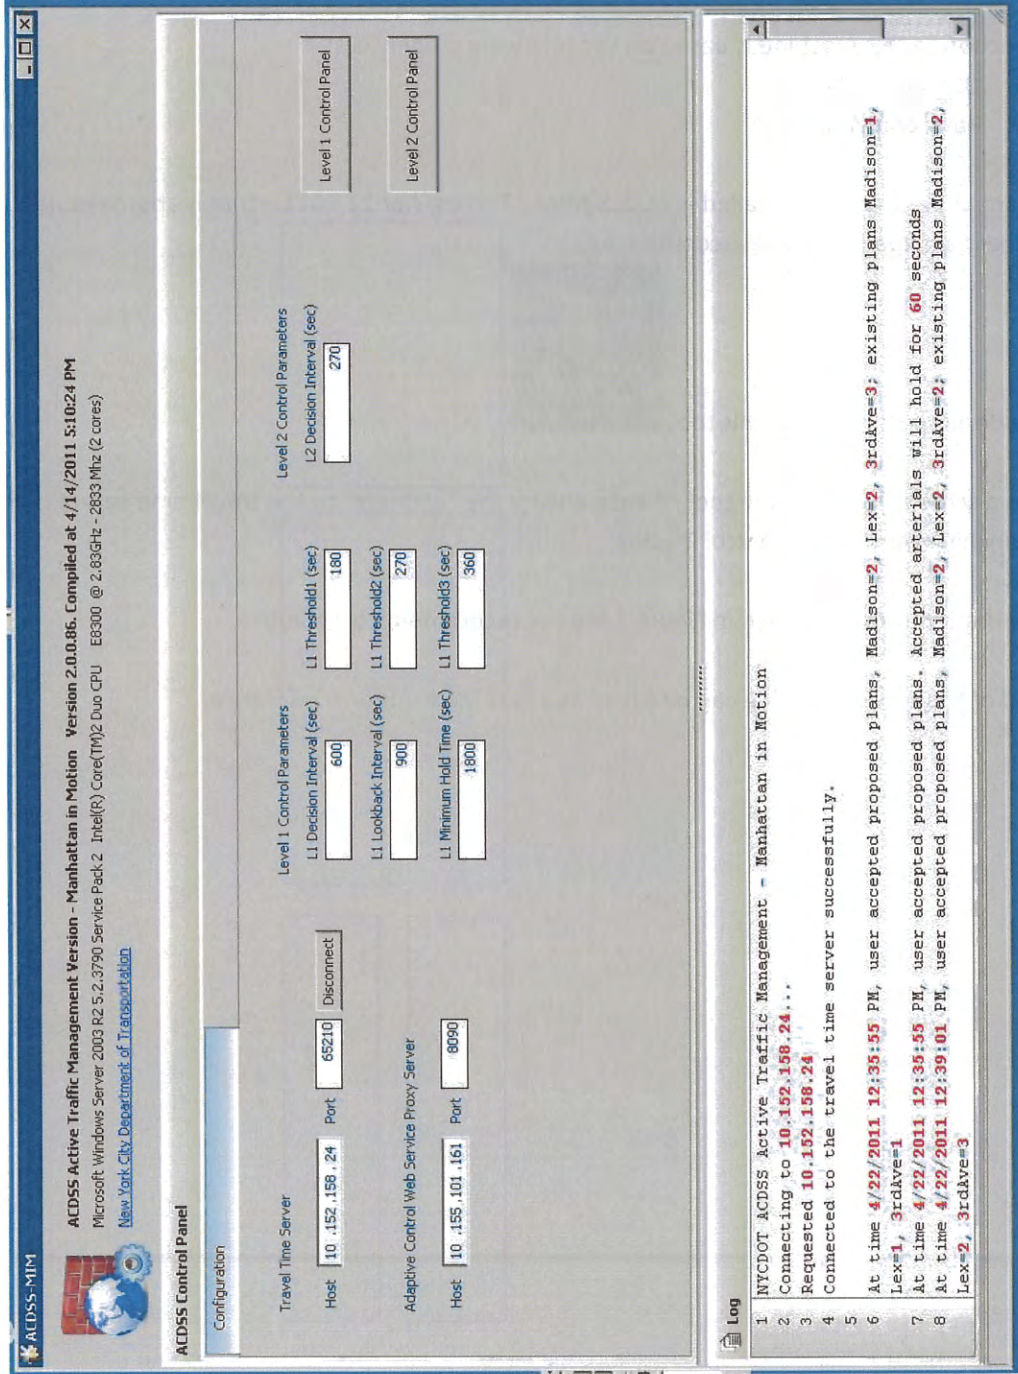 ACDSS-MIM
ACDSS Active Traffic Management Version - Manhattan in Motion Version 2.0.0.86. Compiled at 4/14/2011 5:10:24 PM
Microsoft Windows Server 2003 R2 5.2.3790 Service Pack 2 Intel(R) Core(TM)2 Duo CPU E8300 @ 2.83GHz - 2833 Mhz (2 cores)
New York City Department of Transportation
ACDSS Control Panel
Configuration
Travel Time Server
Host 10 .152 .158 . 24 Port 65210 Disconnect
Adaptive Control Web Service Proxy Server
Host 10 .155 .101 .161 Port 8090
Level 1 Control Parameters
L1 Decision Interval (sec) L1 Threshold1 (sec)
600 180
L1 Lookback Interval (sec) L1 Threshold2 (sec)
900 270
L1 Minimum Hold Time (sec) L1 Threshold3 (sec)
1800 360
Level 2 Control Parameters
L2 Decision Interval (sec)
270
Level 1 Control Panel
Level 2 Control Panel
Log
1 NYCDOT ACDSS Active Traffic Management - Manhattan in Motion
2 Connecting to 10.152.158.24...
3 Requested 10.152.158.24
4 Connected to the travel time server successfully.
5
6 At time 4/22/2011 12:35:55 PM, user accepted proposed plans, Madison=2, Lex=2, 3rdAve=3; existing plans Madison=1,
Lex=1, 3rdAve=1
7 At time 4/22/2011 12:35:55 PM, user accepted proposed plans. Accepted arterials will hold for 60 seconds
8 At time 4/22/2011 12:39:01 PM, user accepted proposed plans, Madison=2, Lex=2, 3rdAve=2; existing plans Madison=2,
Lex=2, 3rdAve=3